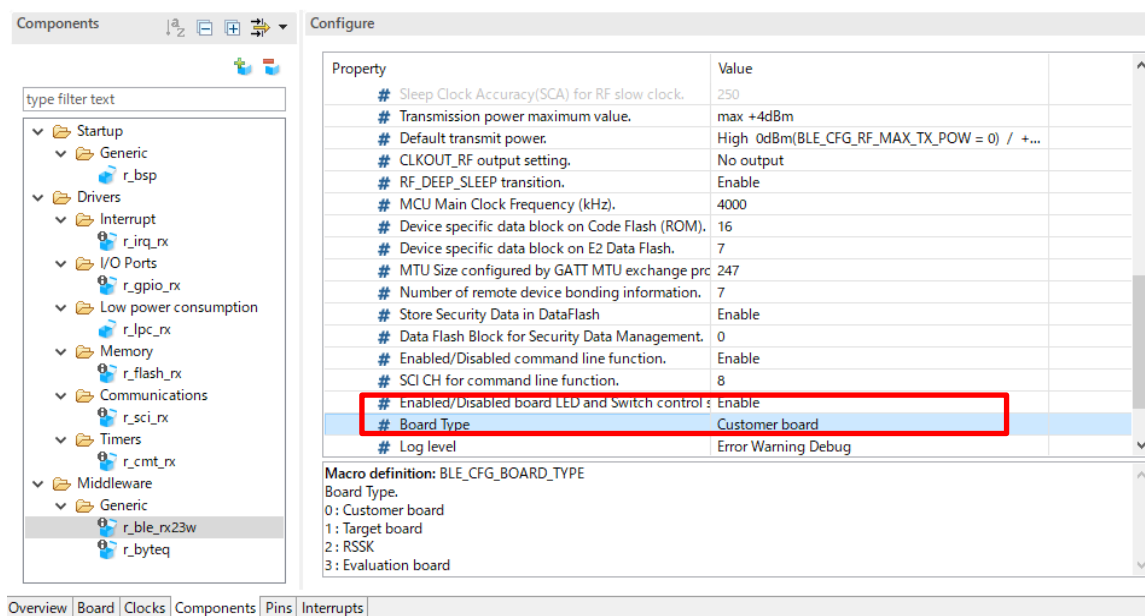 Components
Configure
type filter text
Startup
Generic
r_bsp
Drivers
Interrupt
r_irq_rx
I/O Ports
r_gpio_rx
Low power consumption
r_lpc_rx
Memory
r_flash_rx
Communications
r_sci_rx
Timers
r_cmt_rx
Middleware
Generic
r_ble_rx23w
r_byteq
Property Value
# Sleep Clock Accuracy(SCA) for RF slow clock. 250
# Transmission power maximum value. max +4dBm
# Default transmit power. High 0dBm(BLE_CFG_RF_MAX_TX_POW = 0) / +...
# CLKOUT_RF output setting. No output
# RF_DEEP_SLEEP transition. Enable
# MCU Main Clock Frequency (kHz). 4000
# Device specific data block on Code Flash (ROM). 16
# Device specific data block on E2 Data Flash. 7
# MTU Size configured by GATT MTU exchange prc 247
# Number of remote device bonding information. 7
# Store Security Data in DataFlash Enable
# Data Flash Block for Security Data Management. 0
# Enabled/Disabled command line function. Enable
# SCI CH for command line function. 8
# Enabled/Disabled board LED and Switch control s Enable
# Board Type Customer board
# Log level Error Warning Debug
Macro definition: BLE_CFG_BOARD_TYPE
Board Type.
0 : Customer board
1 : Target board
2 : RSSK
3 : Evaluation board
Overview Board Clocks Components Pins Interrupts